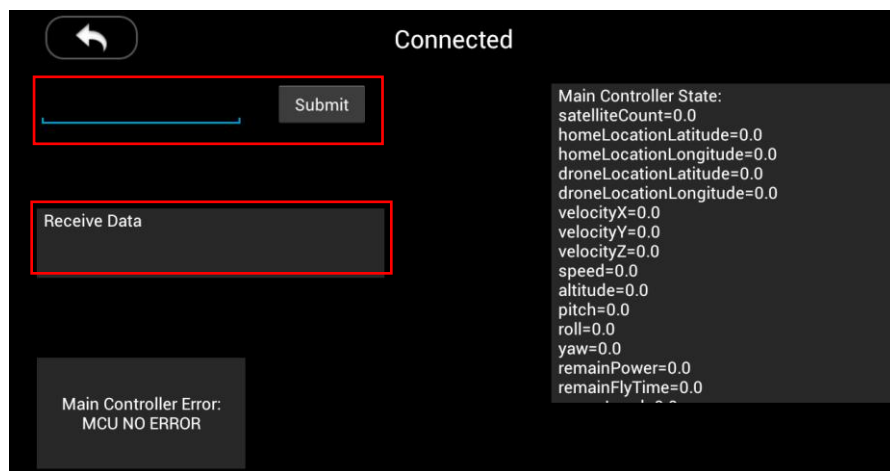 Connected
Submit
Receive Data
Main Controller Error:
MCU NO ERROR
Main Controller State:
satelliteCount=0.0
homeLocationLatitude=0.0
homeLocationLongitude=0.0
droneLocationLatitude=0.0
droneLocationLongitude=0.0
velocityX=0.0
velocityY=0.0
velocityZ=0.0
speed=0.0
altitude=0.0
pitch=0.0
roll=0.0
yaw=0.0
remainPower=0.0
remainFlyTime=0.0